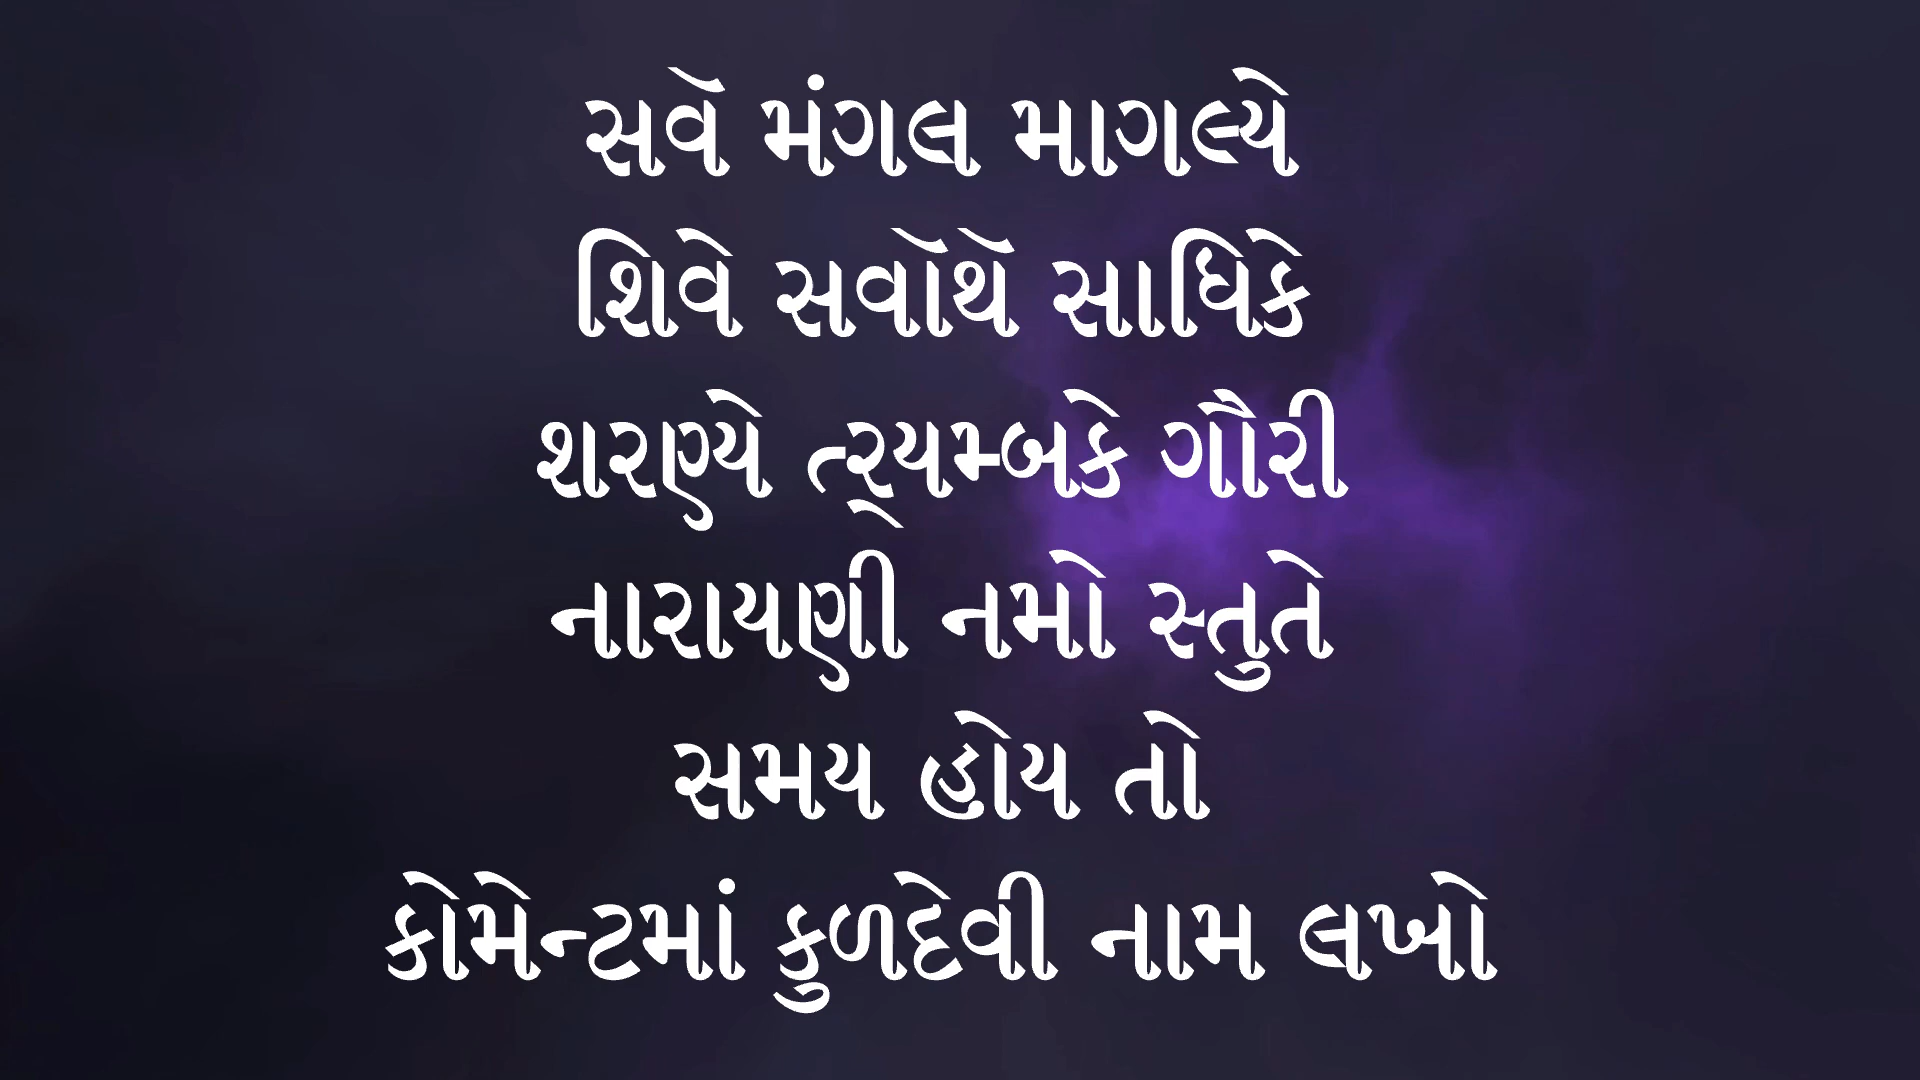 સર્વૅ મંગલ માગલ્યે
શિવે સર્વૉથૅ સાધિકે
શરણ્યે ત્ર્યમ્બકે ગૌરી
નારાયણી નમો સ્તુતે
સમય હોય તો
કોમેન્ટમાં કુળદેવી નામ લખો